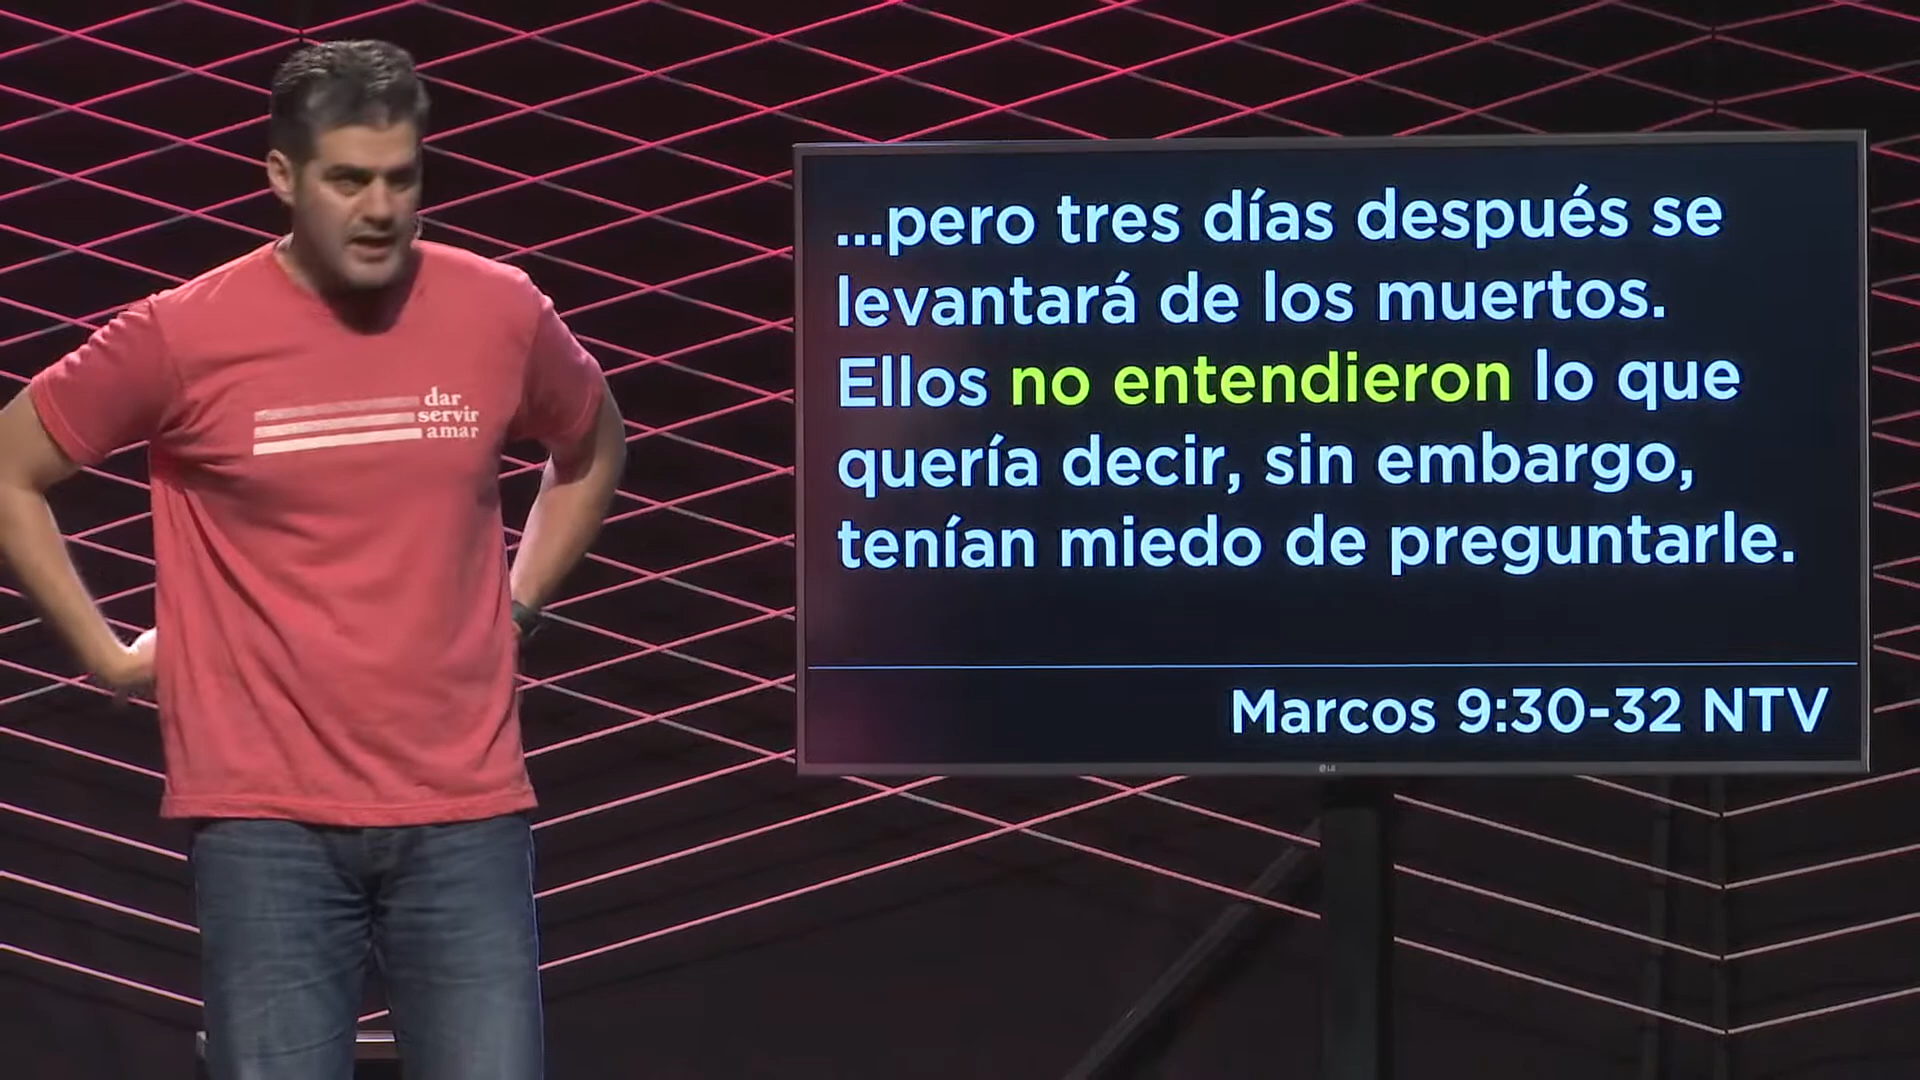 dar
servir
amar
...pero tres días después se
levantará de los muertos.
Ellos no entendieron lo que
quería decir, sin embargo,
tenían miedo de preguntarle.
Marcos 9:30-32 NTV
LG